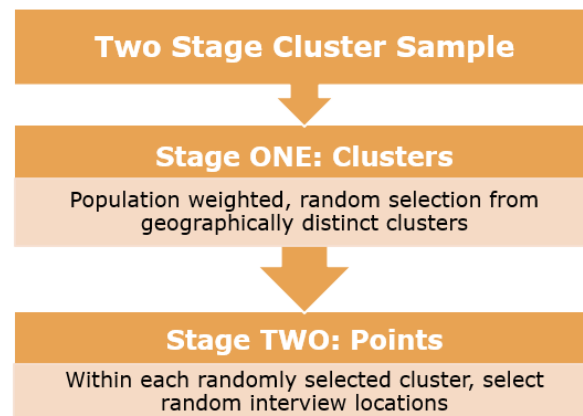 Two Stage Cluster Sample
Stage ONE: Clusters
Population weighted, random selection from
geographically distinct clusters
Stage TWO: Points
Within each randomly selected cluster, select
random interview locations